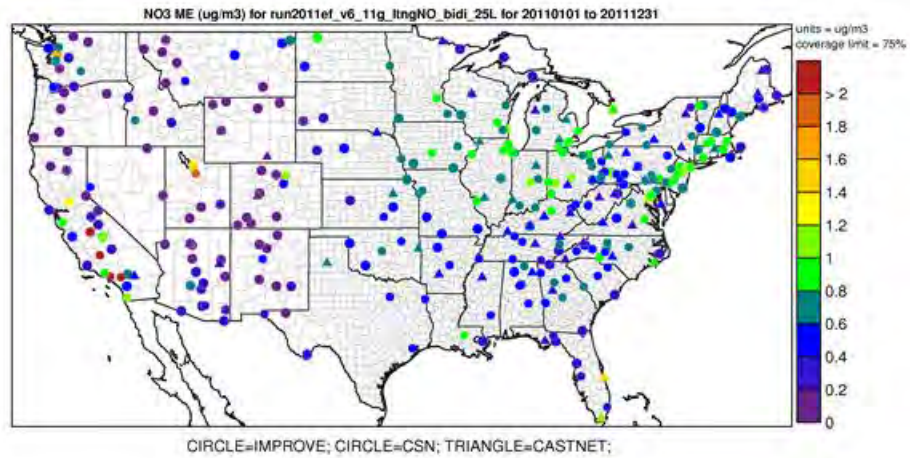 NO3 ME (ug/m3) for run2011ef_v6_11g_ltngNO_bidi_25L for 20110101 to 20111231
units = ug/m3
coverage limit = 75%
> 2
1.8
1.6
1.4
1.2
1
0.8
0.6
0.4
0.2
0
CIRCLE=IMPROVE; CIRCLE=CSN; TRIANGLE=CASTNET;